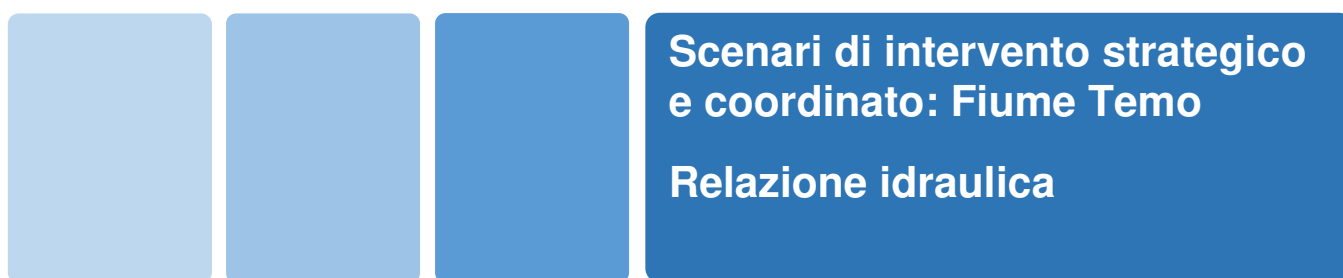 Scenari di intervento strategico
e coordinato: Fiume Temo
Relazione idraulica